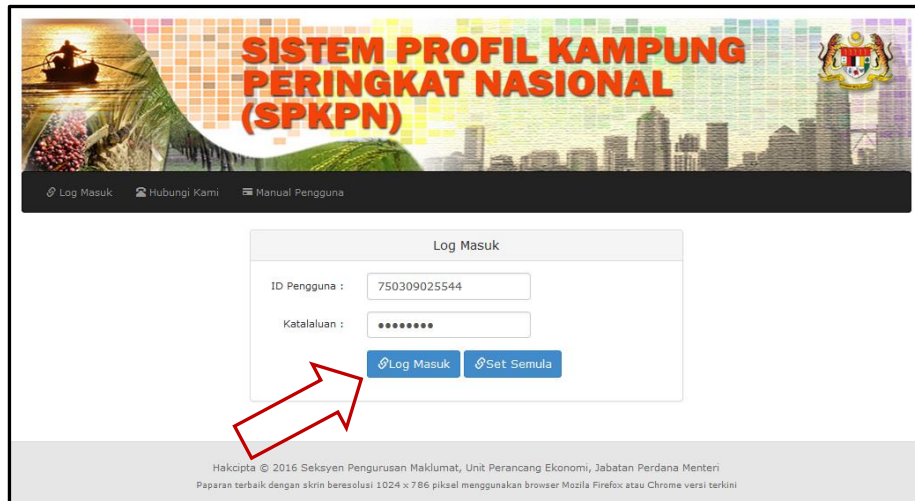 SISTEM PROFIL KAMPUNG
PERINGKAT NASIONAL
(SPKPN)
Log Masuk Hubungi Kami Manual Pengguna
Log Masuk
ID Pengguna : 750309025544
Katalaluan : ••••••••
Log Masuk Set Semula
Hakcipta © 2016 Seksyen Pengurusan Maklumat, Unit Perancang Ekonomi, Jabatan Perdana Menteri
Paparan terbaik dengan skrin beresolusi 1024 x 786 piksel menggunakan browser Mozila Firefox atau Chrome versi terkini